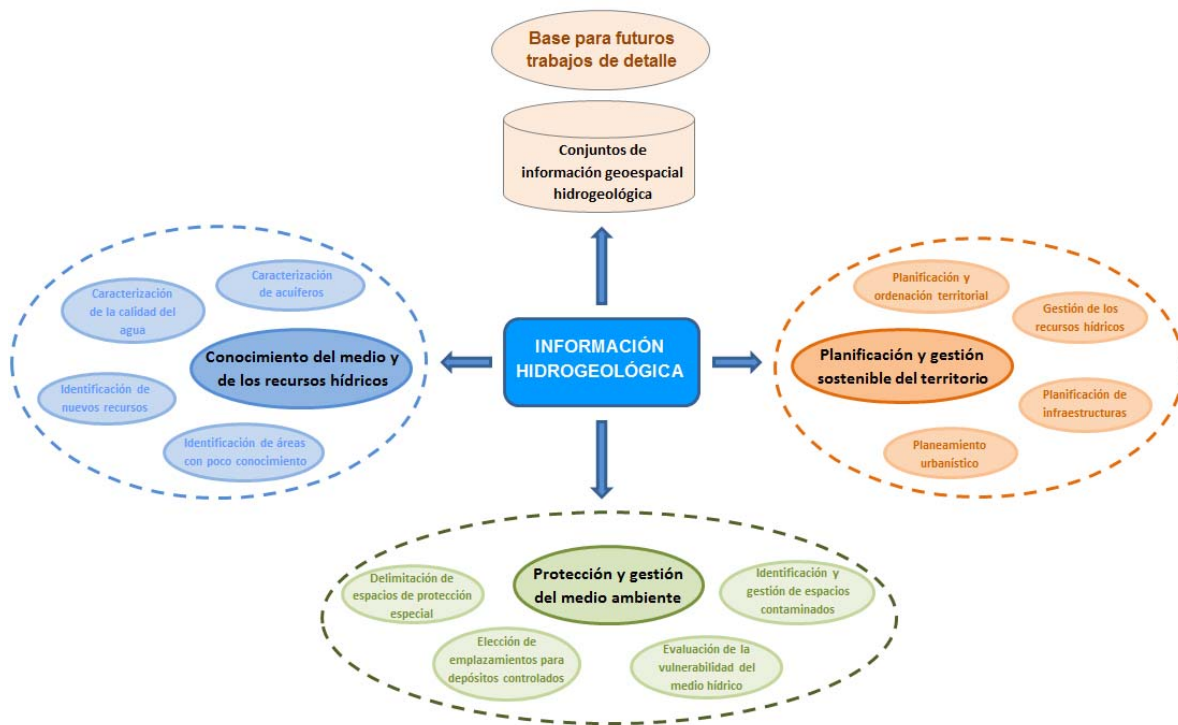 Base para futuros
trabajos de detalle
Conjuntos de
información geoespacial
hidrogeológica
INFORMACIÓN
HIDROGEOLÓGICA
Conocimiento del medio y
de los recursos hídricos
Caracterización
de acuíferos
Caracterización
de la calidad del
agua
Identificación de
nuevos recursos
Identificación de áreas
con poco conocimiento
Planificación y gestión
sostenible del territorio
Planificación y
ordenación territorial
Gestión de los
recursos hídricos
Planificación de
infraestructuras
Planeamiento
urbanístico
Protección y gestión
del medio ambiente
Delimitación de
espacios de protección
especial
Elección de
emplazamientos para
depósitos controlados
Evaluación de la
vulnerabilidad del
medio hídrico
Identificación y
gestión de espacios
contaminados